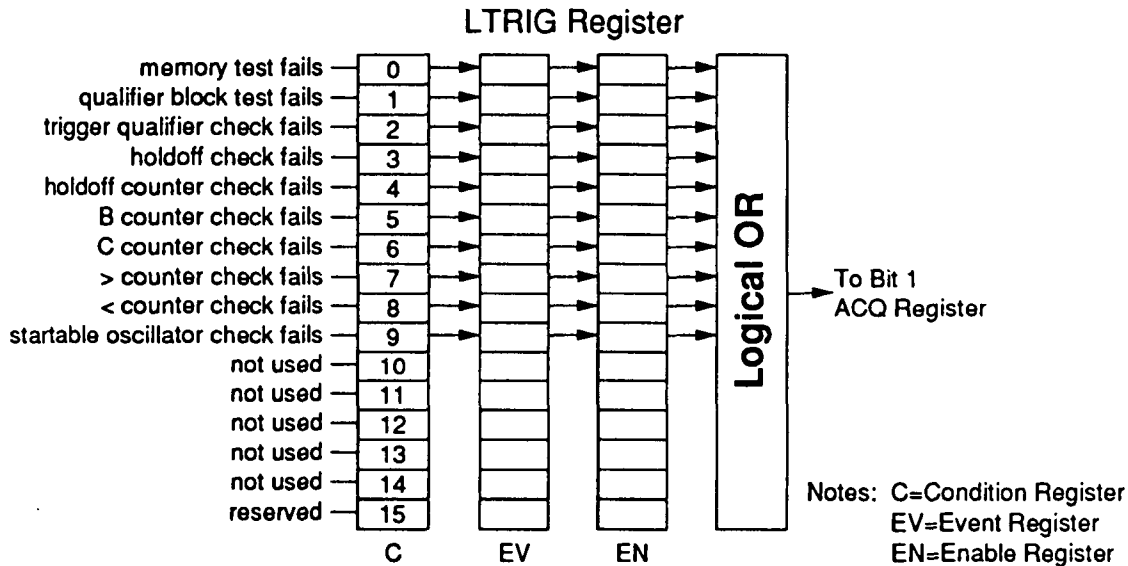 LTRIG Register
memory test fails 0
qualifier block test fails 1
trigger qualifier check fails 2
holdoff check fails 3
holdoff counter check fails 4
B counter check fails 5
C counter check fails 6
> counter check fails 7
< counter check fails 8
startable oscillator check fails 9
not used 10
not used 11
not used 12
not used 13
not used 14
reserved 15
C EV EN
Logical OR
To Bit 1
ACQ Register
Notes: C=Condition Register
EV=Event Register
EN=Enable Register